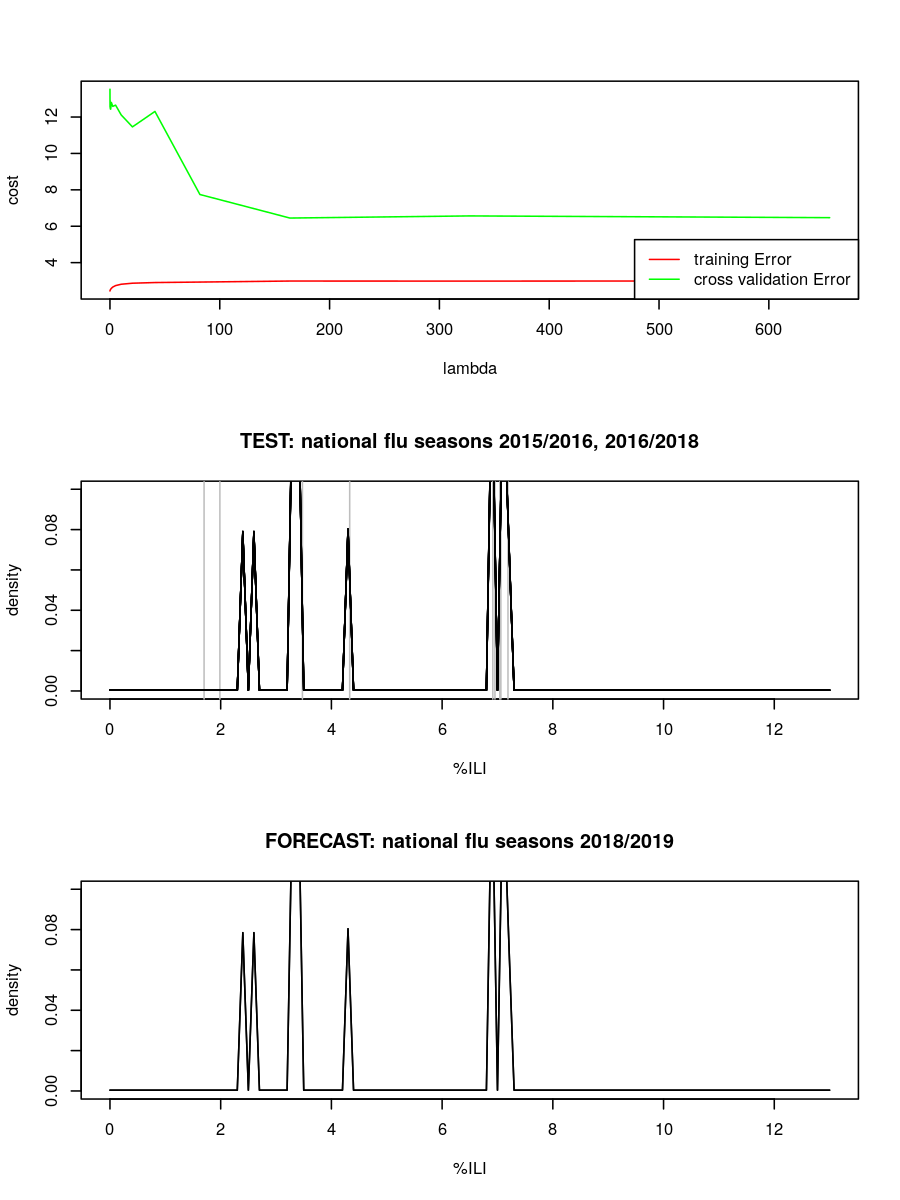 12
10
8
6
4
cost
training Error
cross validation Error
0 100 200 300 400 500 600
lambda
TEST: national flu seasons 2015/2016, 2016/2018
0.08
0.04
0.00
density
0 2 4 6 8 10 12
%ILI
FORECAST: national flu seasons 2018/2019
0.08
0.04
0.00
density
0 2 4 6 8 10 12
%ILI